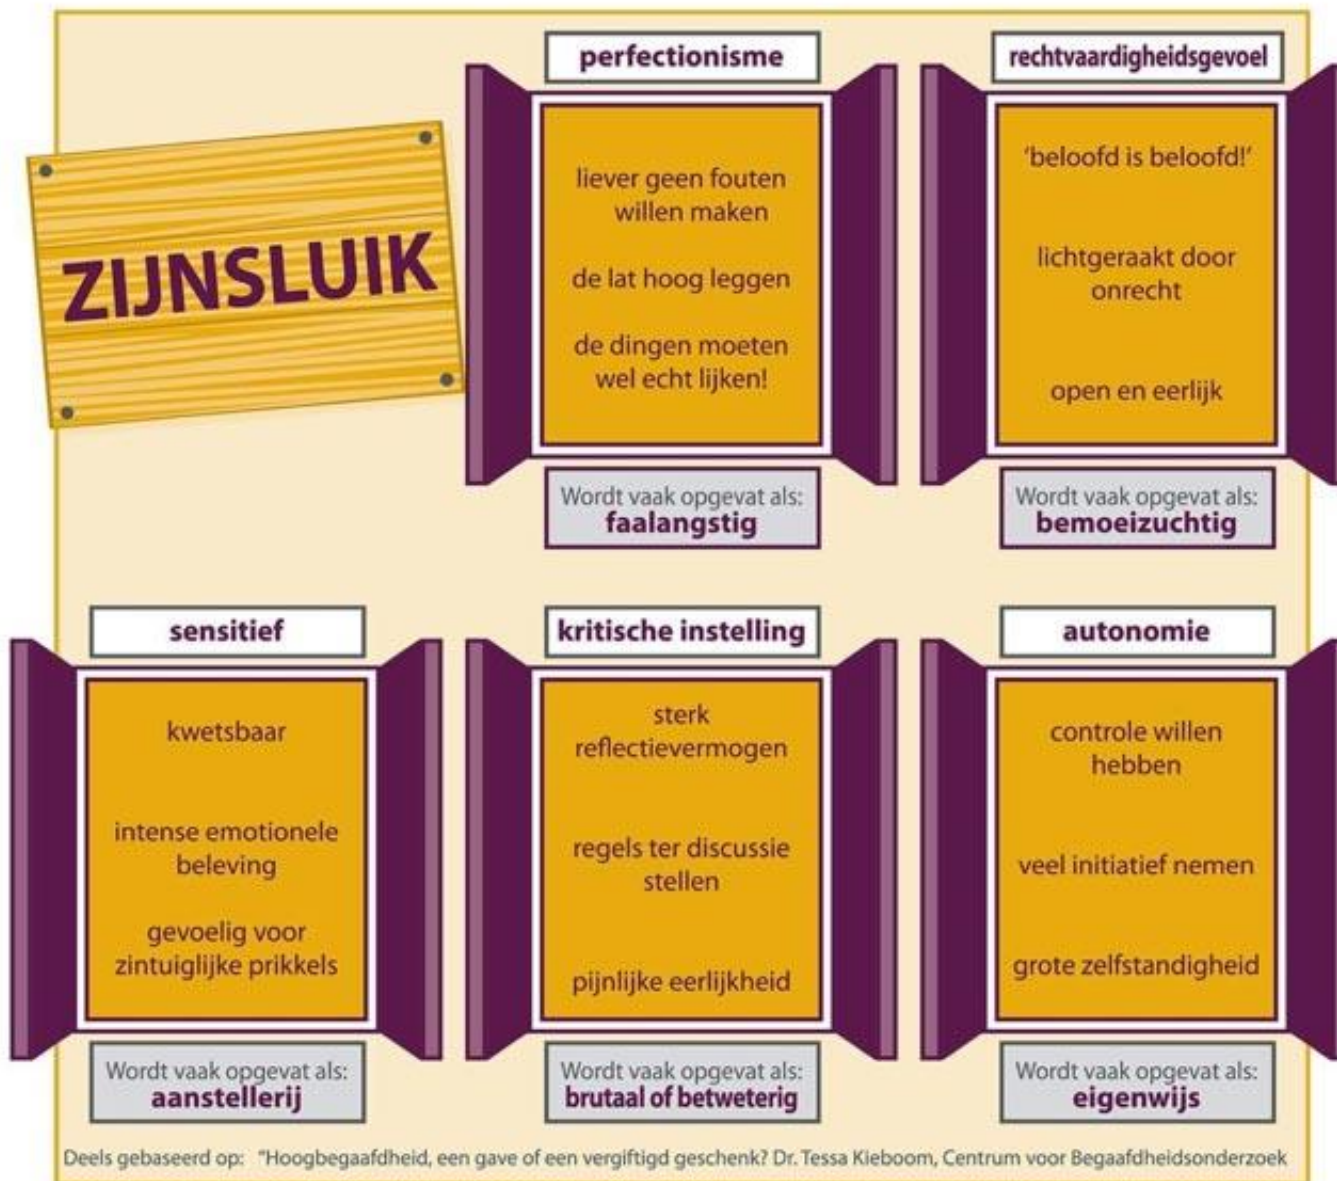 ZIJNSLUIK
perfectionisme
liever geen fouten
willen maken
de lat hoog leggen
de dingen moeten
wel echt lijken!
Wordt vaak opgevat als:
faalangstig
rechtvaardigheidsgevoel
'beloofd is beloofd!'
lichtgeraakt door
onrecht
open en eerlijk
Wordt vaak opgevat als:
bemoeizuchtig
sensitief
kwetsbaar
intense emotionele
beleving
gevoelig voor
zintuiglijke prikkels
Wordt vaak opgevat als:
aanstellerij
kritische instelling
sterk
reflectievermogen
regels ter discussie
stellen
pijnlijke eerlijkheid
Wordt vaak opgevat als:
brutaal of betweterig
autonomie
controle willen
hebben
veel initiatief nemen
grote zelfstandigheid
Wordt vaak opgevat als:
eigenwijs
Deels gebaseerd op: "Hoogbegaafdheid, een gave of een vergiftigd geschenk? Dr. Tessa Kieboom, Centrum voor Begaafdheidsonderzoek